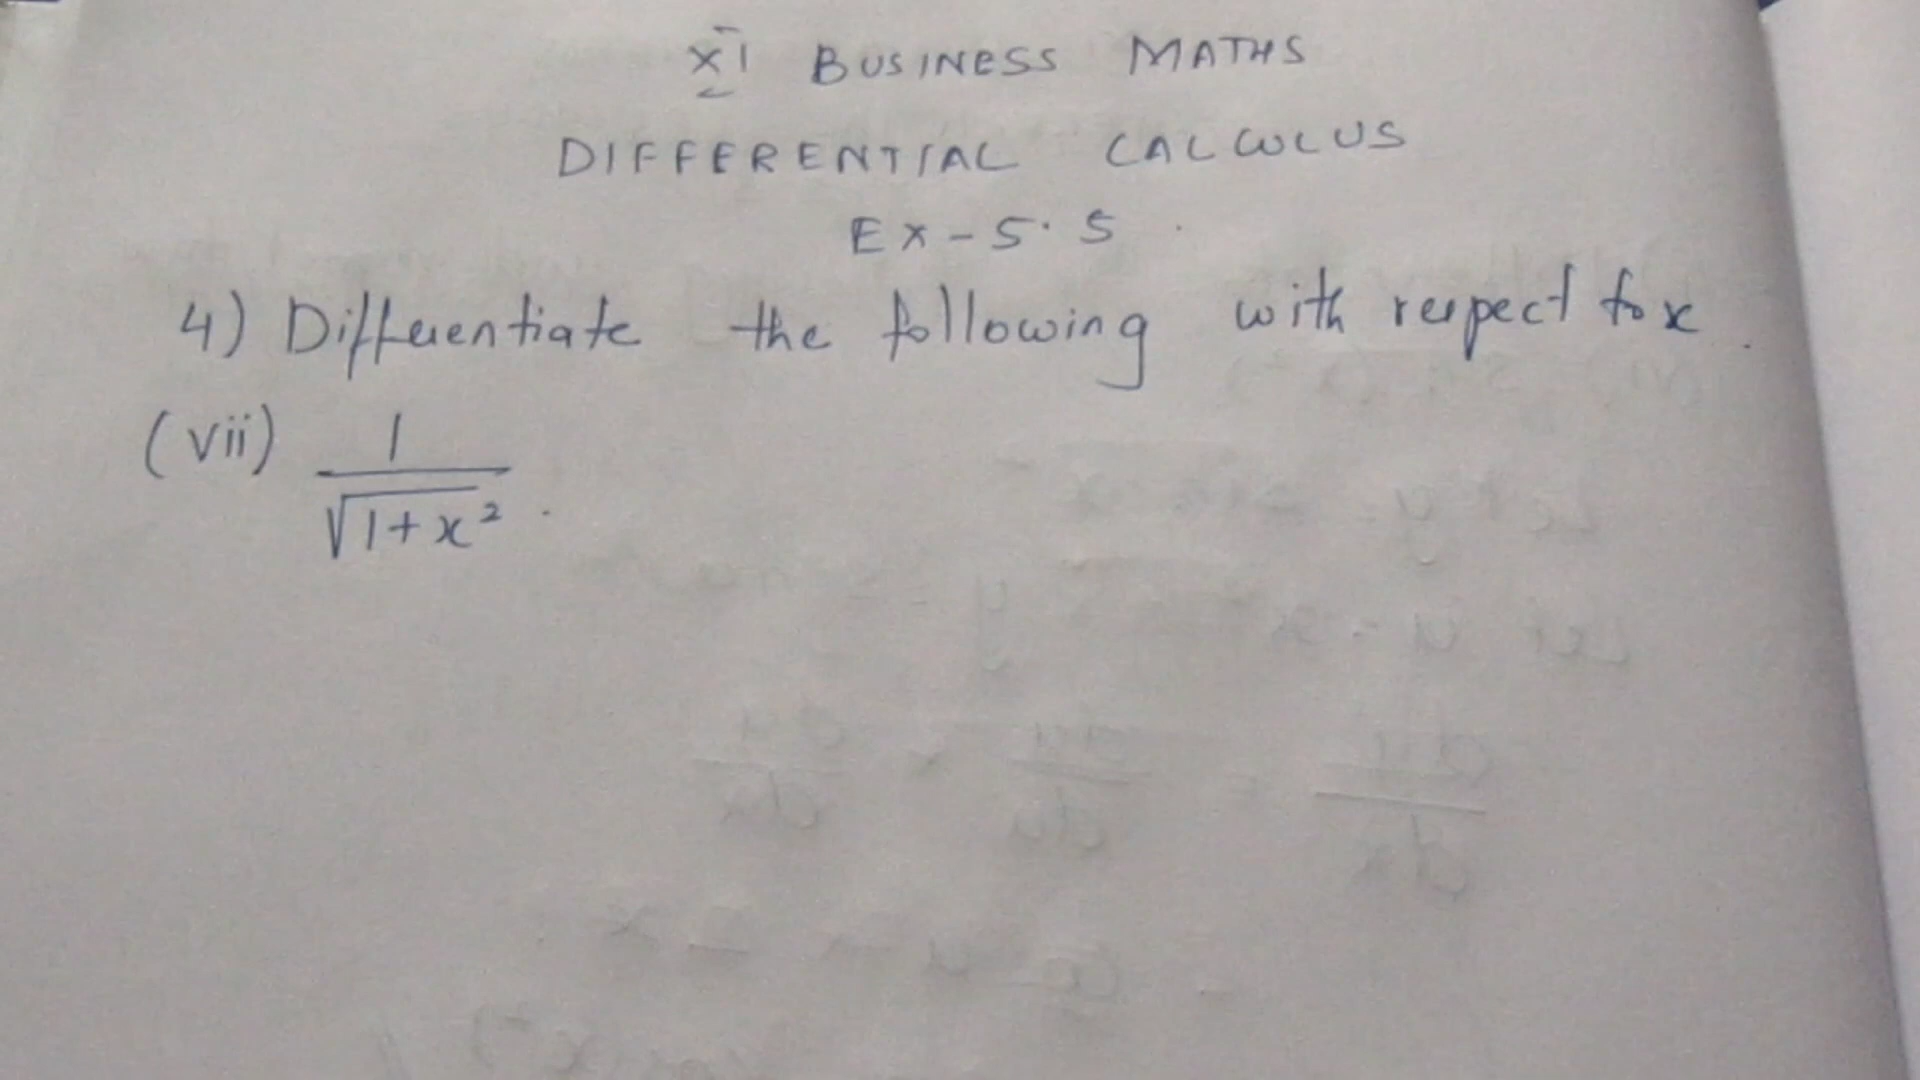 XI BUSINESS MATHS
DIFFERENTIAL CALCULUS
EX-5.5.
4) Differentiate the following with respect to x.
(vii) 1/√1+x².